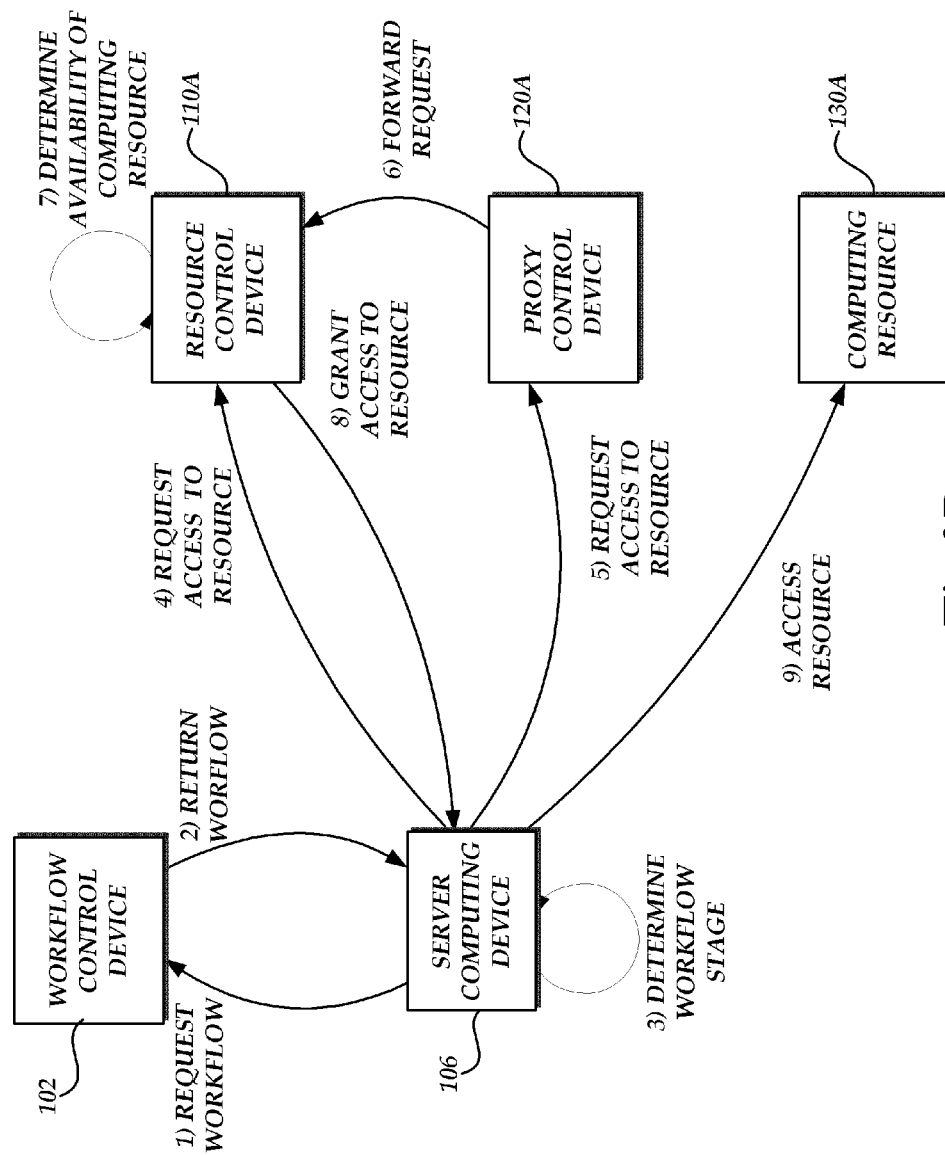 WORKFLOW
CONTROL
DEVICE
102
1) REQUEST
WORKFLOW
2) RETURN
WORFLOW
SERVER
COMPUTING
DEVICE
106
3) DETERMINE
WORKFLOW
STAGE
4) REQUEST
ACCESS TO
RESOURCE
8) GRANT
ACCESS TO
RESOURCE
5) REQUEST
ACCESS TO
RESOURCE
9) ACCESS
RESOURCE
7) DETERMINE
AVAILABILITY OF
COMPUTING
RESOURCE
RESOURCE
CONTROL
DEVICE
110A
6) FORWARD
REQUEST
PROXY
CONTROL
DEVICE
120A
COMPUTING
RESOURCE
130A